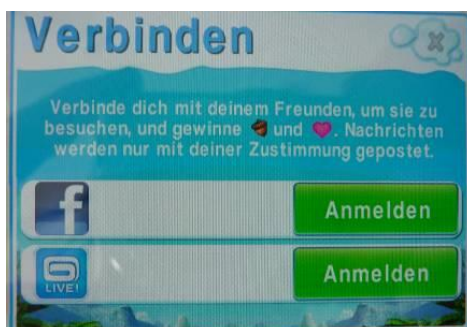 Verbinden
Verbinde dich mit deinem Freunden, um sie zu
besuchen, und gewinne und . Nachrichten
werden nur mit deiner Zustimmung gepostet.
f
Anmelden
LIVE!
Anmelden